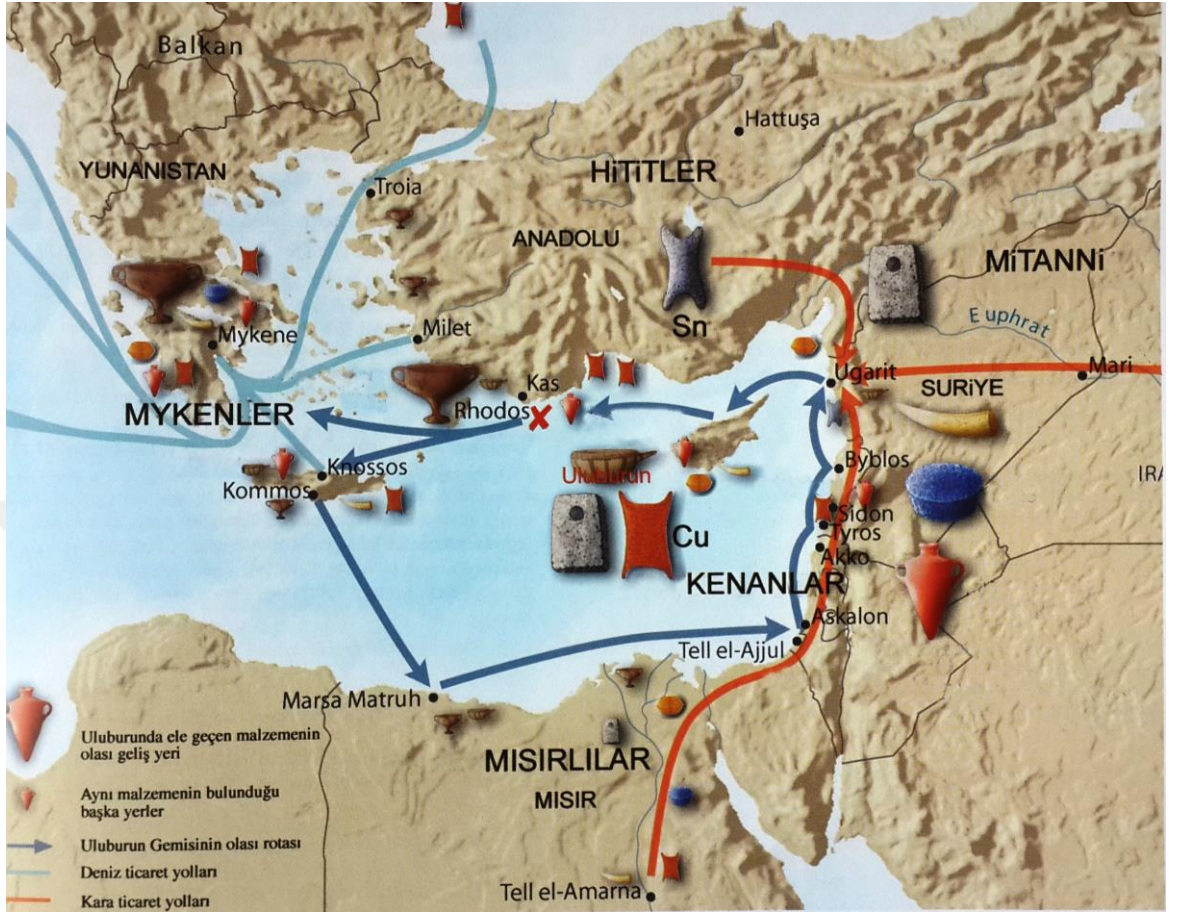 Balkan
Hattuşa
YUNANISTAN
HiTiTLER
Troia
ANADOLU
MiTANNi
Sn
Euphrat
Mykene
Milet
Ugarit
Mari
Kas
SURiYE
MYKENLER
Rhodos
Knossos
Uluburun
Byblos
IRA
Kommos
Sidon
Cu
Tyros
Akko
KENANLAR
Askalon
Tell el-Ajjul
Marsa Matruh
MISIRLILAR
MISIR
Tell el-Amarna
Uluburunda ele geçen malzemenin
olası geliş yeri
Aynı malzemenin bulunduğu
başka yerler
Uluburun Gemisinin olası rotası
Deniz ticaret yolları
Kara ticaret yolları